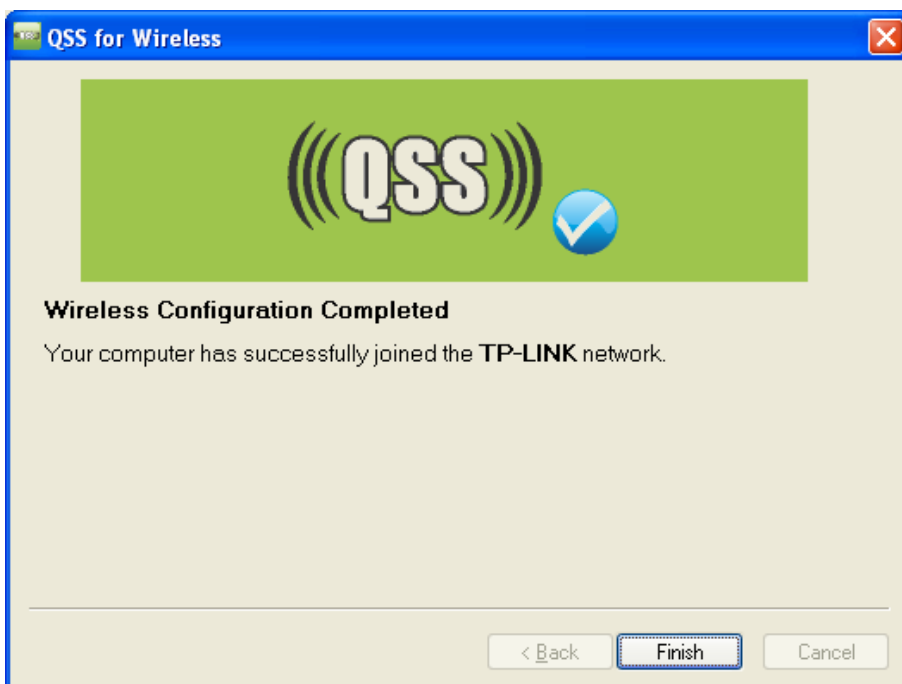 QSS for Wireless
(((QSS)))
Wireless Configuration Completed
Your computer has successfully joined the TP-LINK network.
< Back Finish Cancel